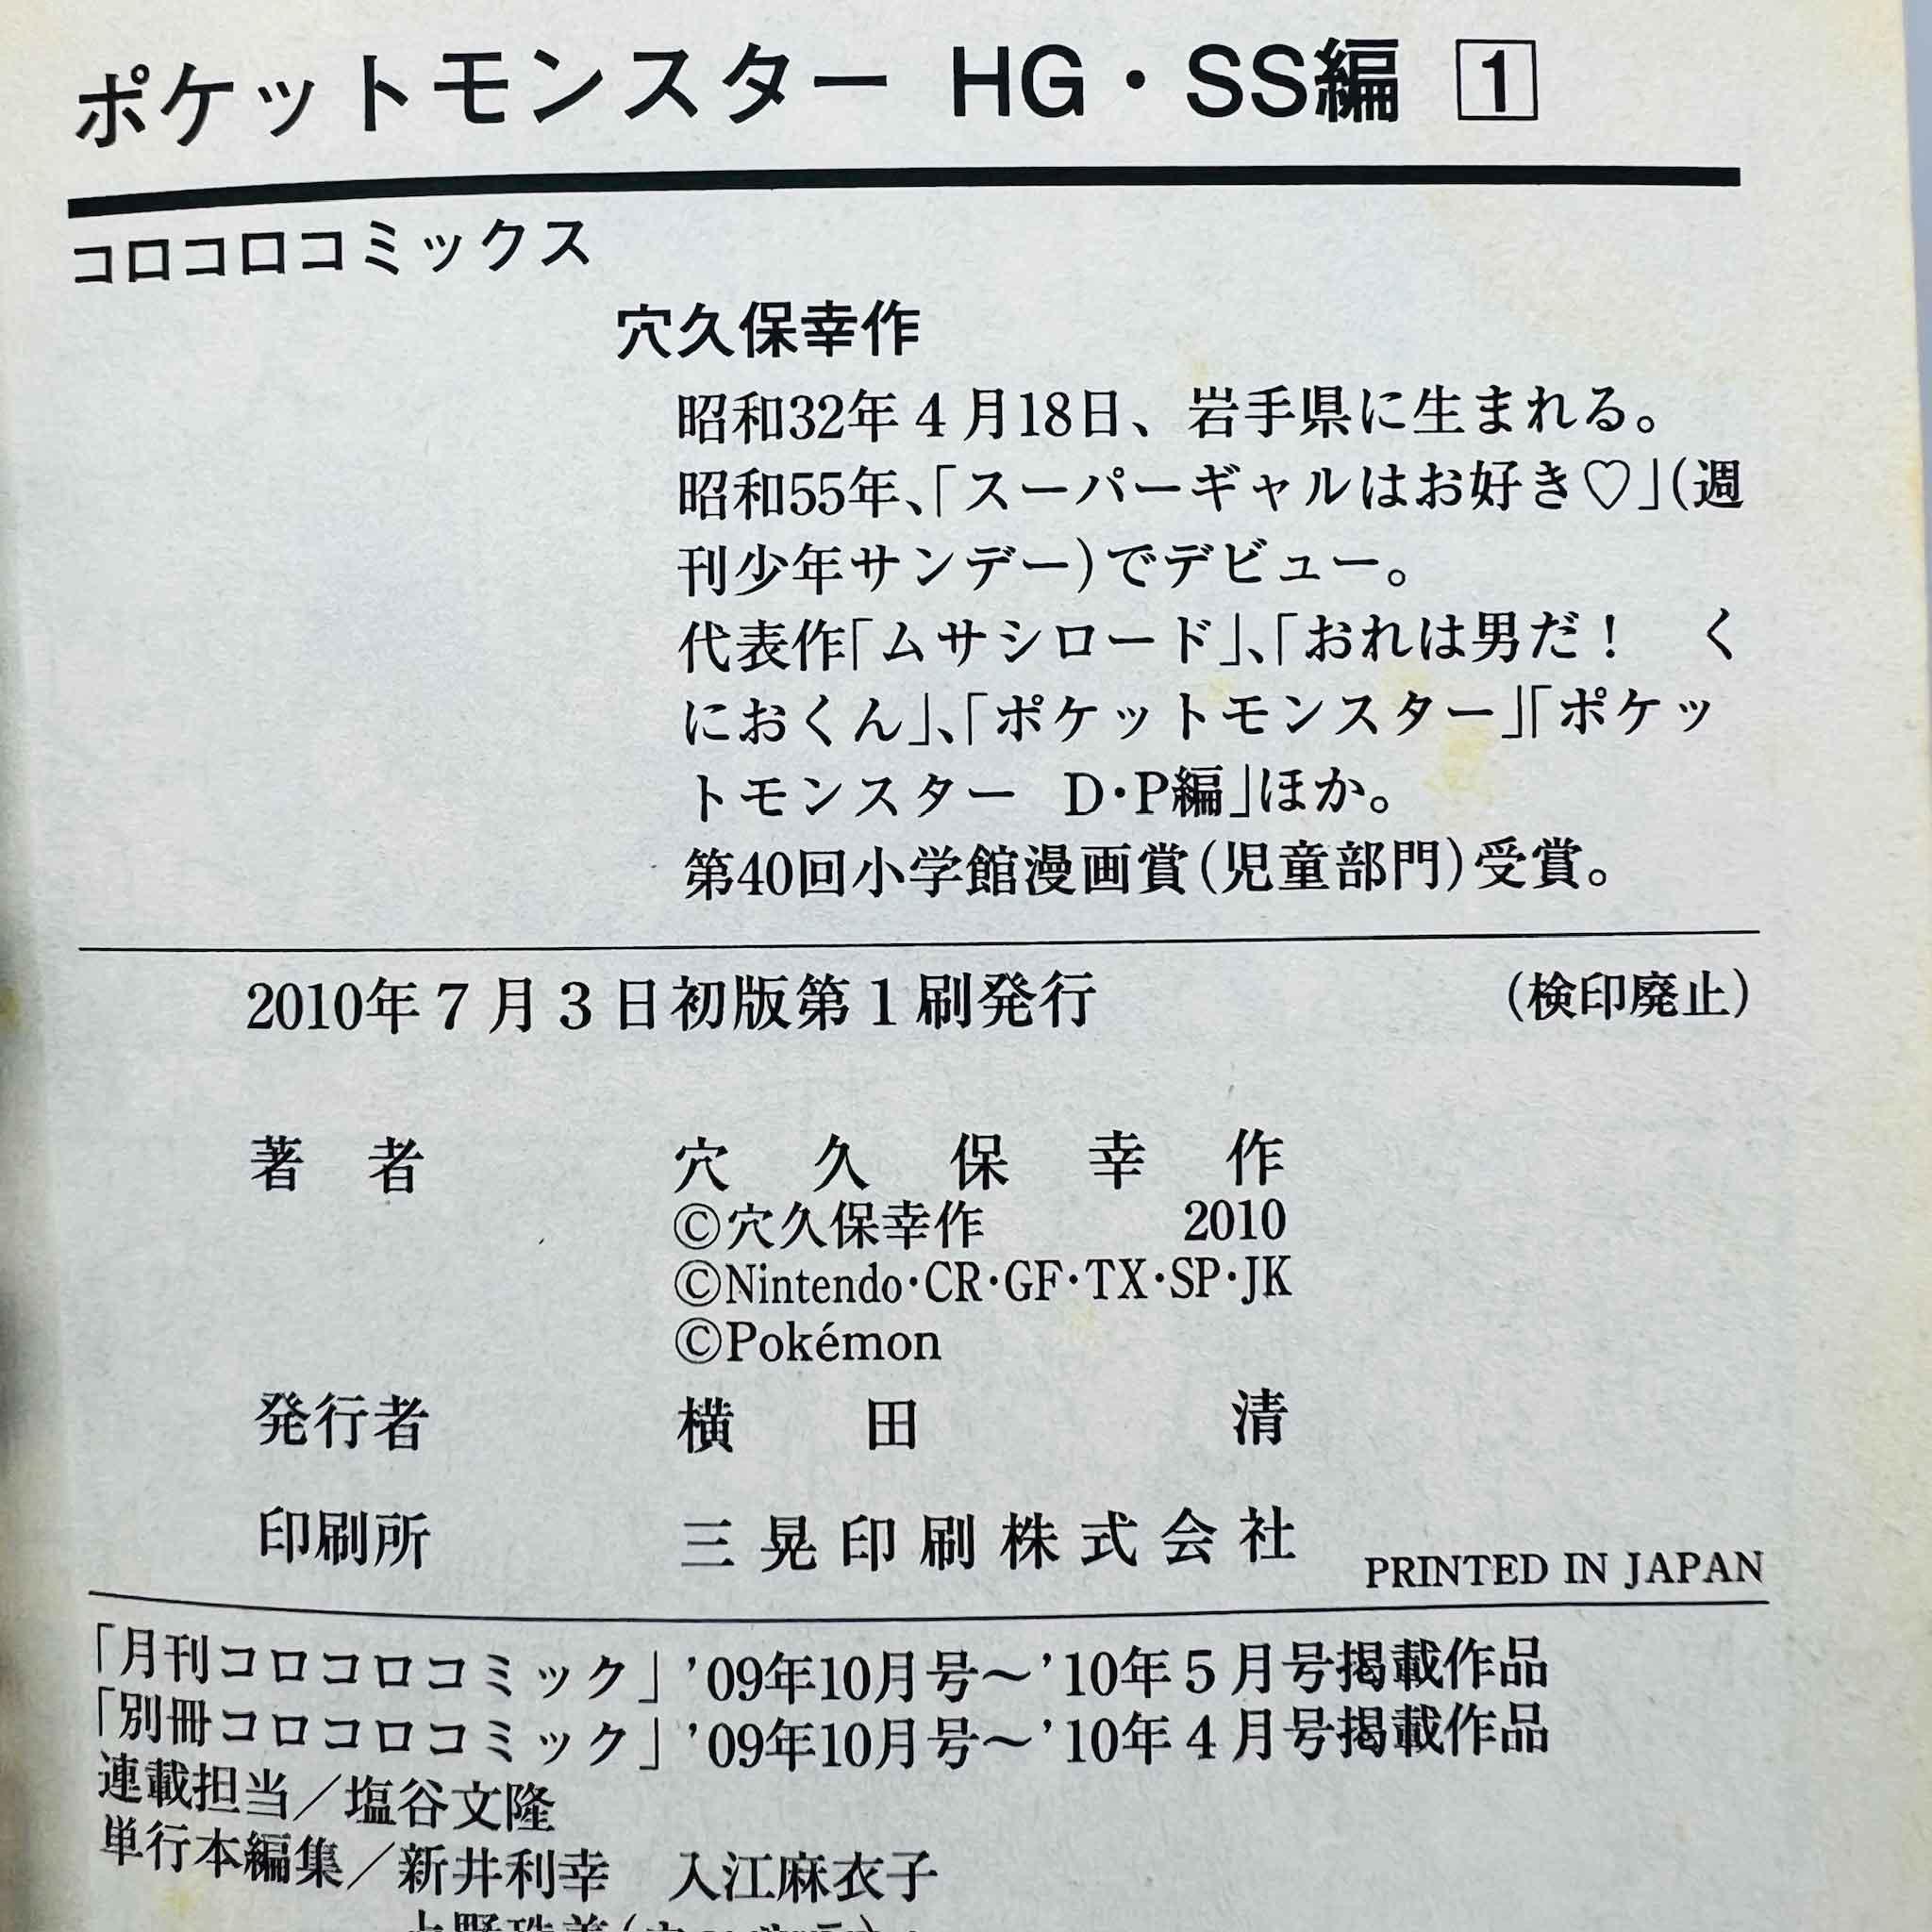 ポケットモンスター HG・SS編 1
コロコロコミックス
穴久保幸作
昭和32年4月18日、岩手県に生まれる。
昭和55年、「スーパーギャルはお好き♡」(週
刊少年サンデー)でデビュー。
代表作「ムサシロード」、「おれは男だ！　く
におくん」、「ポケットモンスター」「ポケッ
トモンスター　D・P編」ほか。
第40回小学館漫画賞(児童部門)受賞。
2010年7月3日初版第1刷発行 (検印廃止)
著者 穴久保幸作
©穴久保幸作 2010
©Nintendo・CR・GF・TX・SP・JK
©Pokémon
発行者 横田清
印刷所 三晃印刷株式会社 PRINTED IN JAPAN
「月刊コロコロコミック」'09年10月号～'10年5月号掲載作品
「別冊コロコロコミック」'09年10月号～'10年4月号掲載作品
連載担当／塩谷文隆
単行本編集／新井利幸　入江麻衣子